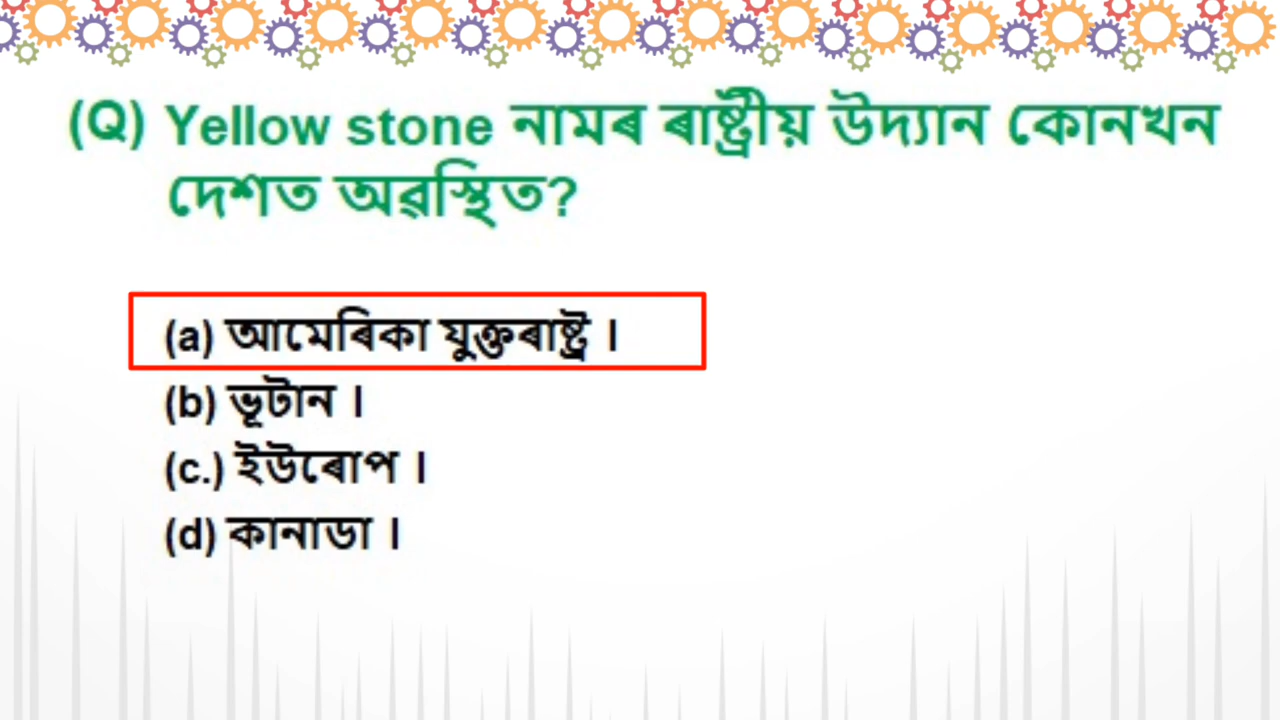 (Q) Yellow stone নামৰ ৰাষ্ট্ৰীয় উদ্যান কোনখন
দেশত অৱস্থিত?
(a) আমেৰিকা যুক্তৰাষ্ট্ৰ ।
(b) ভূটান ।
(c.) ইউৰোপ ।
(d) কানাডা ।